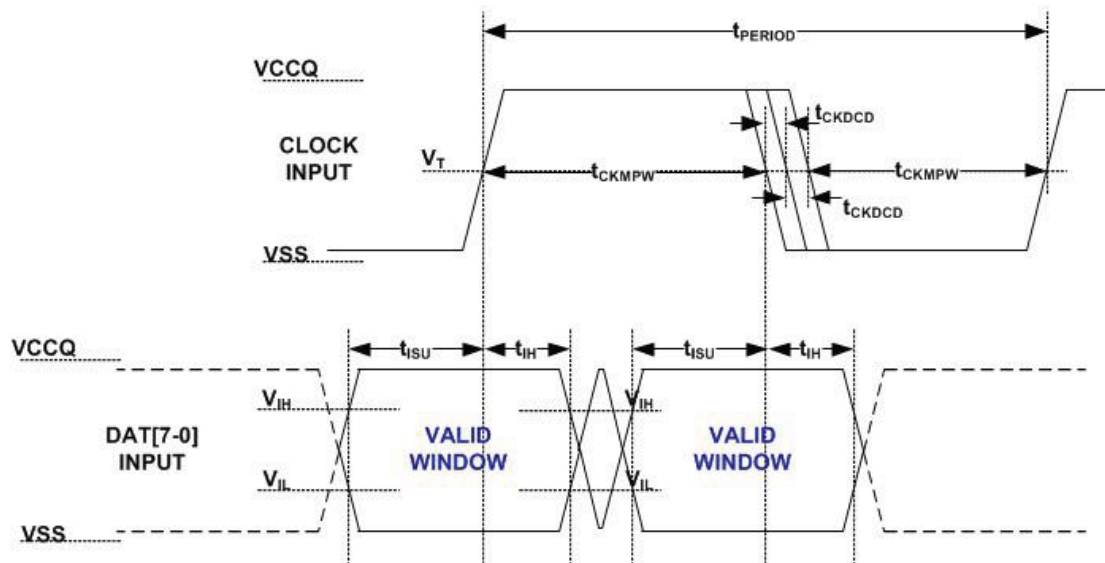 tPERIOD
VCCQ
tCKDCD
CLOCK
INPUT
VT
tCKMPW
tCKMPW
tCKDCD
VSS
VCCQ
tISU
tIH
tISU
tIH
VIH
VIH
DAT[7-0]
INPUT
VALID
WINDOW
VALID
WINDOW
VIL
VIL
VSS